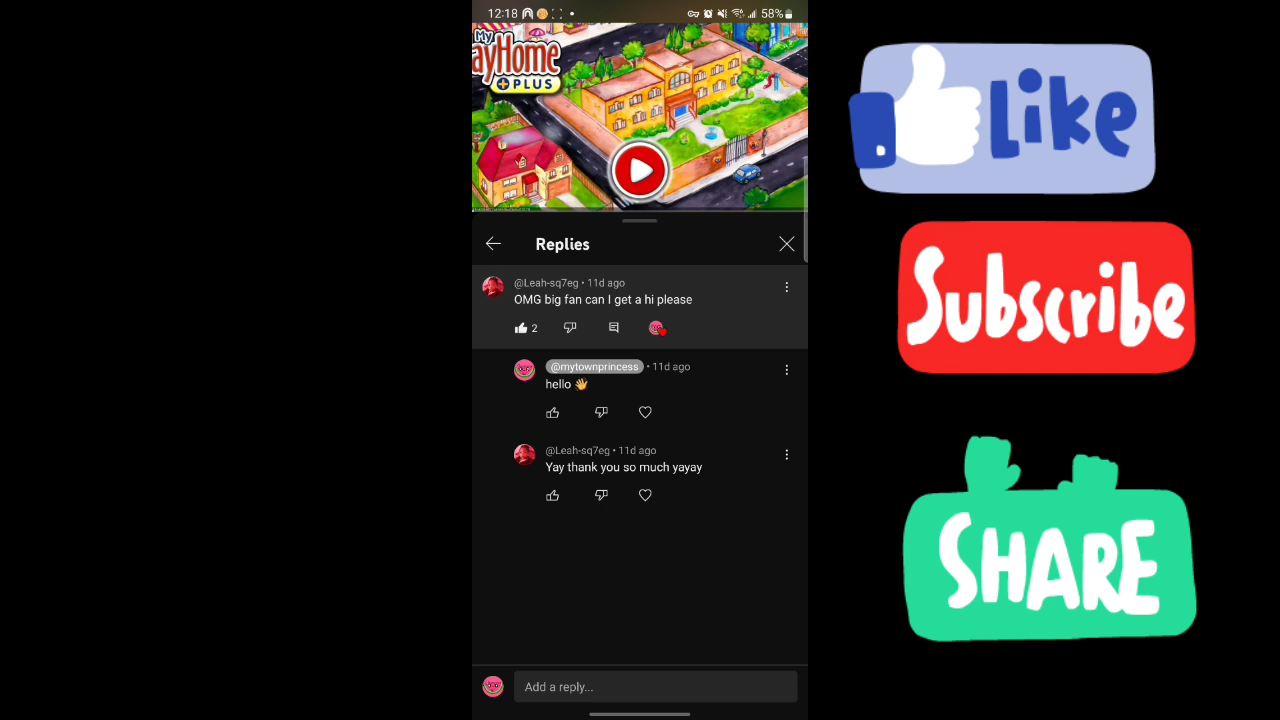 12:18
58%
My
ayHome
PLUS
Like
Replies
Subscribe
@Leah-sq7eg • 11d ago
OMG big fan can I get a hi please
2
@mytownprincess • 11d ago
hello 👋
@Leah-sq7eg • 11d ago
Yay thank you so much yayay
SHARE
Add a reply...